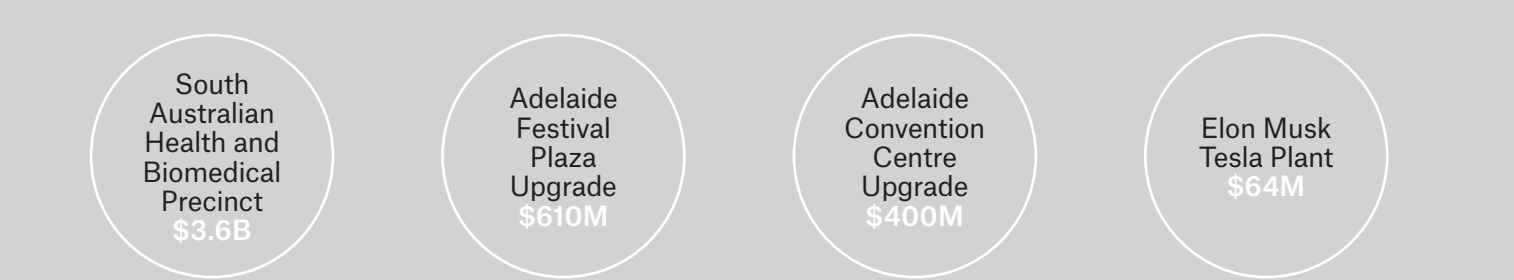 South
Australian
Health and
Biomedical
Precinct
$3.6B
Adelaide
Festival
Plaza
Upgrade
$610M
Adelaide
Convention
Centre
Upgrade
$400M
Elon Musk
Tesla Plant
$64M